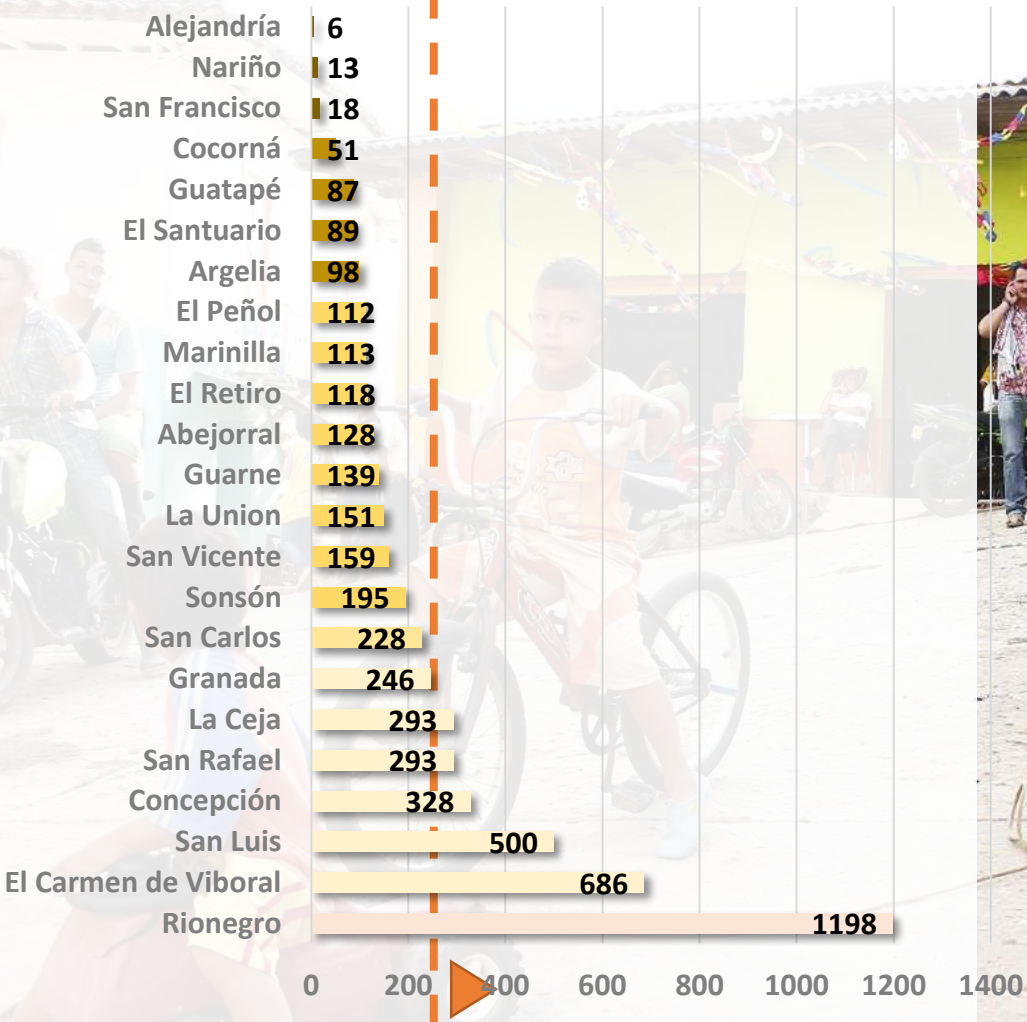 Alejandría 6
Nariño 13
San Francisco 18
Cocorná 51
Guatapé 87
El Santuario 89
Argelia 98
El Peñol 112
Marinilla 113
El Retiro 118
Abejorral 128
Guarne 139
La Union 151
San Vicente 159
Sonsón 195
San Carlos 228
Granada 246
La Ceja 293
San Rafael 293
Concepción 328
San Luis 500
El Carmen de Viboral 686
Rionegro 1198
0 200 400 600 800 1000 1200 1400